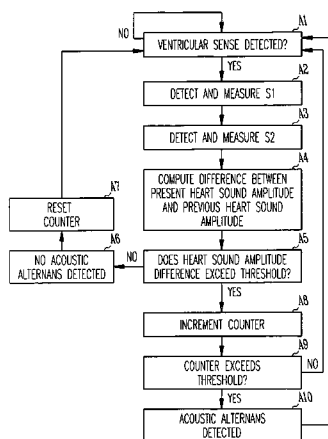 A1
NO
VENTRICULAR SENSE DETECTED?
YES
A2
DETECT AND MEASURE S1
A3
DETECT AND MEASURE S2
A4
COMPUTE DIFFERENCE BETWEEN
PRESENT HEART SOUND AMPLITUDE
AND PREVIOUS HEART SOUND
AMPLITUDE
A7
RESET
COUNTER
A6
NO ACOUSTIC
ALTERNANS DETECTED
NO
A5
DOES HEART SOUND AMPLITUDE
DIFFERENCE EXCEED THRESHOLD?
YES
A8
INCREMENT COUNTER
A9
COUNTER EXCEEDS
THRESHOLD?
NO
YES
A10
ACOUSTIC ALTERNANS
DETECTED